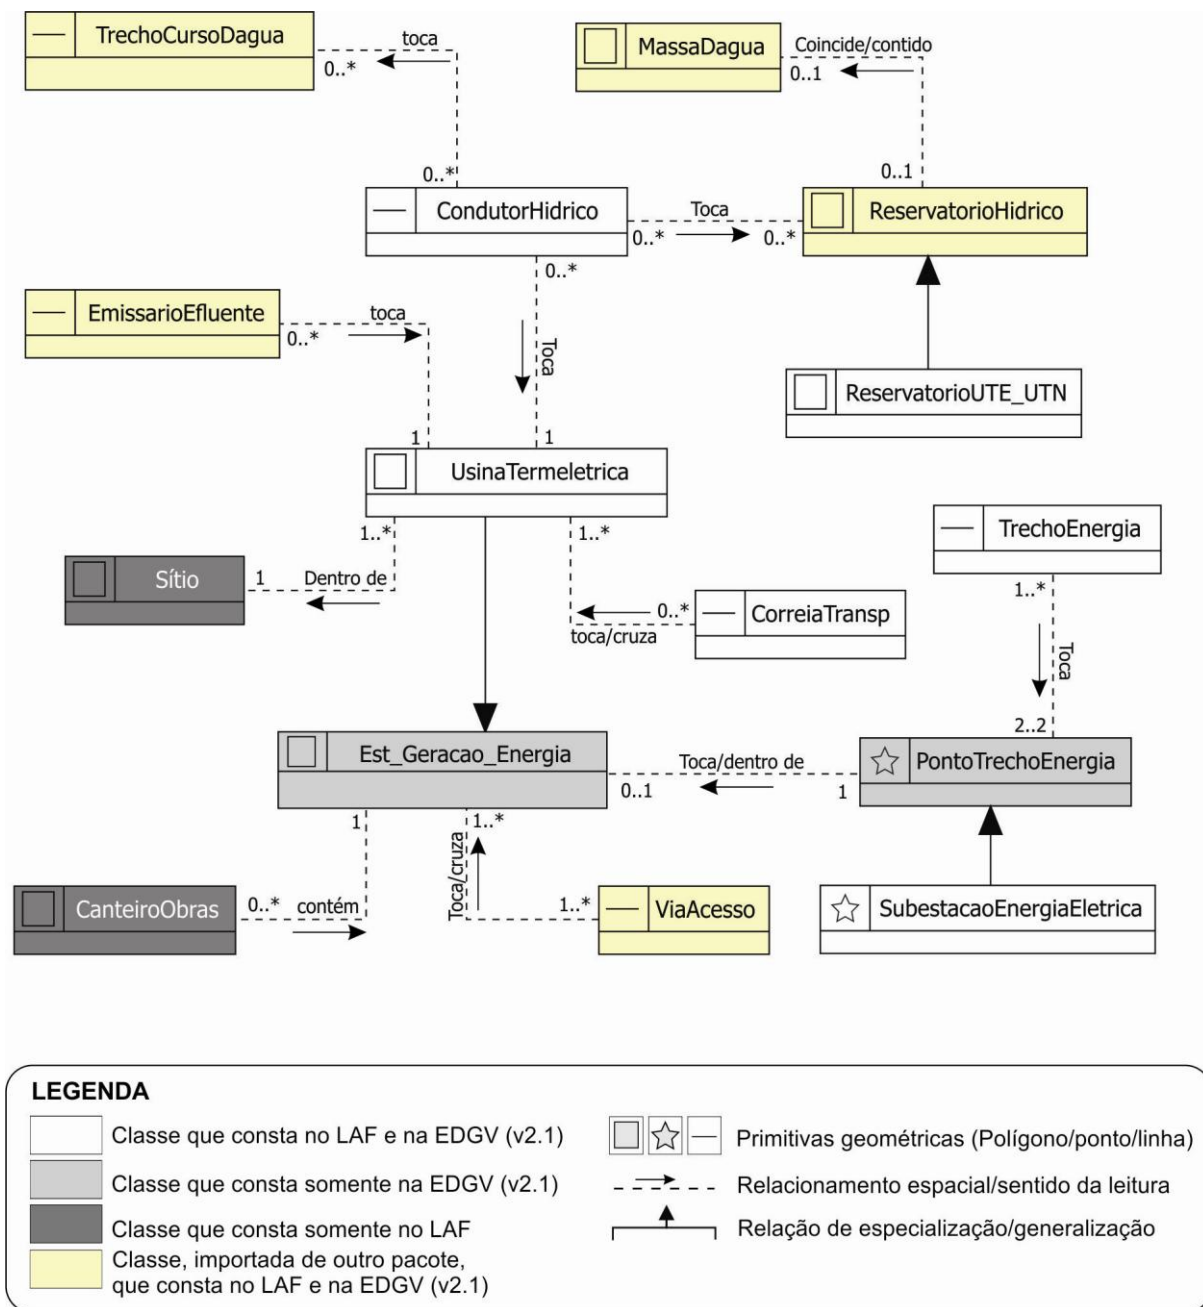 TrechoCursoDagua
toca
0..*
MassaDagua
Coincide/contido
0..1
0..*
0..1
CondutorHidrico
Toca
0..*
0..*
ReservatorioHidrico
0..*
EmissarioEfluente
toca
0..*
Toca
ReservatorioUTE_UTN
1
1
UsinaTermeletrica
1..*
1..*
TrechoEnergia
Sítio
1
Dentro de
0..*
toca/cruza
CorreiaTransp
1..*
Toca
2..2
Est_Geracao_Energia
Toca/dentro de
0..1
1
PontoTrechoEnergia
1
1..*
Toca/cruza
CanteiroObras
0..*
contém
1..*
ViaAcesso
SubestacaoEnergiaEletrica
LEGENDA
Classe que consta no LAF e na EDGV (v2.1)
Classe que consta somente na EDGV (v2.1)
Classe que consta somente no LAF
Classe, importada de outro pacote,
que consta no LAF e na EDGV (v2.1)
Primitivas geométricas (Polígono/ponto/linha)
Relacionamento espacial/sentido da leitura
Relação de especialização/generalização